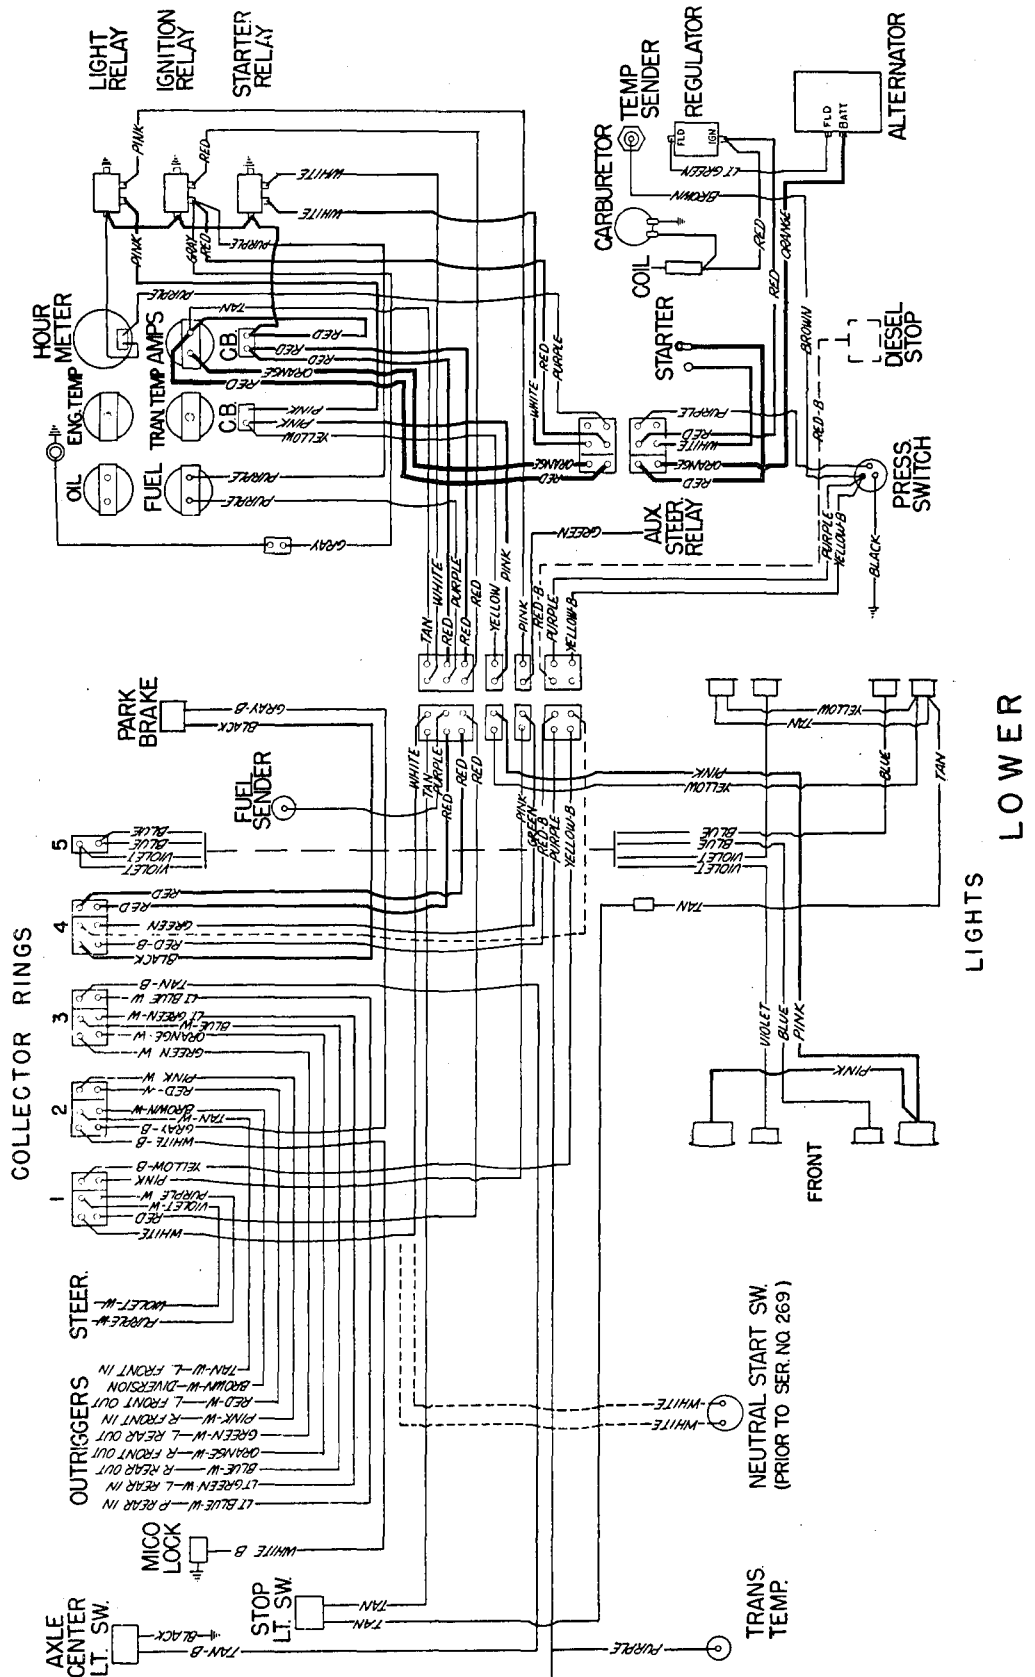 LIGHT
RELAY
IGNITION
RELAY
STARTER
RELAY
PINK
RED
WHITE
WHITE
PINK
GRAY
RED
PURPLE
HOUR
METER
PURPLE
TAN
AMPS
C.B.
RED
RED
RED
ORANGE
RED
ENG. TEMP
TRAN. TEMP
C.B.
PINK
PINK
YELLOW
OIL
FUEL
PURPLE
PURPLE
GRAY
CARBURETOR
TEMP
SENDER
REGULATOR
ALTERNATOR
FLD
IGN
FLD
BATT
LT GREEN
BROWN
COIL
RED
ORANGE
RED
STARTER
BROWN
DIESEL
STOP
WHITE
RED
PURPLE
PURPLE
RED
WHITE
ORANGE
RED
ORANGE
RED
RED-B
PRESS.
SWITCH
AUX.
STEER.
RELAY
GREEN
PURPLE
YELLOW-B
BLACK
TAN
WHITE
RED
PURPLE
RED
RED
YELLOW
PINK
PINK
RED-B
PURPLE
YELLOW-B
PARK
BRAKE
GRAY-B
BLACK
FUEL
SENDER
WHITE
TAN
PURPLE
RED
RED
RED
PINK
GREEN
RED-B
PURPLE
YELLOW-B
PINK
YELLOW
YELLOW
TAN
BLUE
TAN
5
BLUE
BLUE
VIOLET
VIOLET
BLUE
BLUE
VIOLET
VIOLET
TAN
COLLECTOR RINGS
4
RED
RED
GREEN
RED-B
BLACK
3
TAN-B
LT BLUE W
LT GREEN-W
BLUE-W
ORANGE-W
GREEN W
2
PINK W
RED-W
BROWN-W
TAN-W
GRAY-B
WHITE-B
1
YELLOW-B
PINK
PURPLE W
VIOLET-W
RED
WHITE
LOWER
LIGHTS
VIOLET
BLUE
PINK
PINK
FRONT
STEER.
VIOLET-W
PURPLE-W
OUTRIGGERS
TAN-W-L FRONT IN
BROWN-W-DIVERSION
RED-W-L FRONT OUT
PINK-W-R FRONT IN
GREEN-W-L REAR OUT
ORANGE-W-R FRONT OUT
BLUE-W-R REAR OUT
LT GREEN W-L REAR IN
LT BLUE-W-R REAR IN
WHITE
WHITE
NEUTRAL START SW.
(PRIOR TO SER. NO. 269)
MICO
LOCK
WHITE B
AXLE
CENTER
LT. SW.
BLACK
TAN-B
STOP
LT. SW.
TAN
TAN
PURPLE
TRANS.
TEMP.